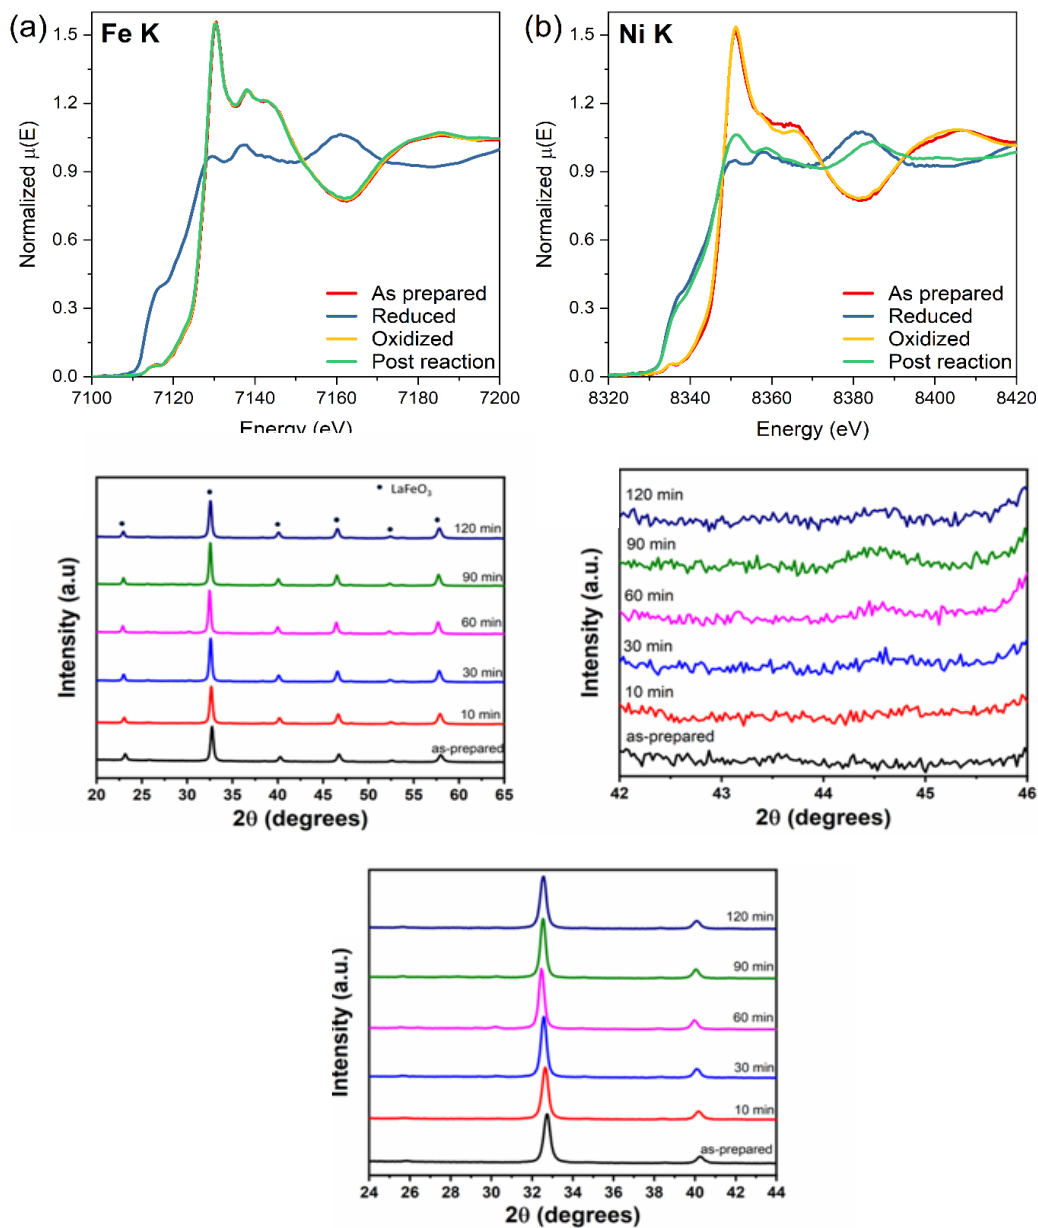 (a) Fe K
Normalized μ(E)
1.5
1.2
0.9
0.6
0.3
0.0
As prepared
Reduced
Oxidized
Post reaction
7100 7120 7140 7160 7180 7200
Energy (eV)
(b) Ni K
Normalized μ(E)
1.5
1.2
0.9
0.6
0.3
0.0
As prepared
Reduced
Oxidized
Post reaction
8320 8340 8360 8380 8400 8420
Energy (eV)
Intensity (a.u)
• LaFeO₃
120 min
90 min
60 min
30 min
10 min
as-prepared
20 25 30 35 40 45 50 55 60 65
2θ (degrees)
Intensity (a.u.)
120 min
90 min
60 min
30 min
10 min
as-prepared
42 43 44 45 46
2θ (degrees)
Intensity (a.u.)
120 min
90 min
60 min
30 min
10 min
as-prepared
24 26 28 30 32 34 36 38 40 42 44
2θ (degrees)